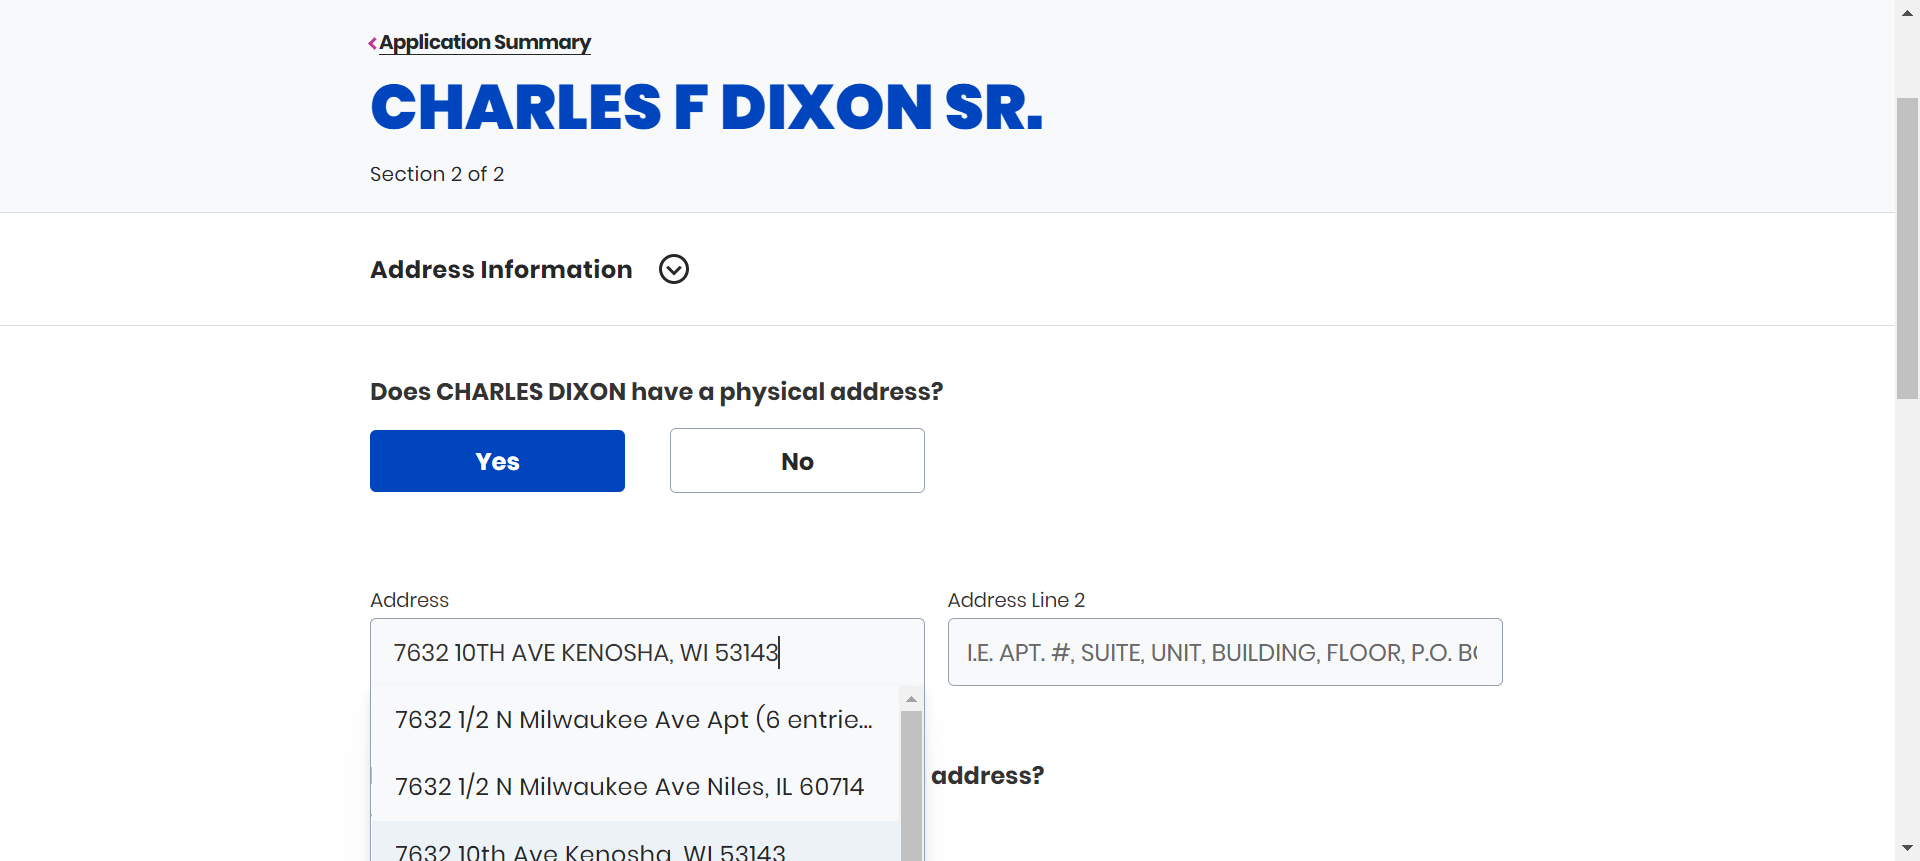 Application Summary
CHARLES F DIXON SR.
Section 2 of 2
Address Information
Does CHARLES DIXON have a physical address?
Yes
No
Address
Address Line 2
7632 10TH AVE KENOSHA, WI 53143
I.E. APT. #, SUITE, UNIT, BUILDING, FLOOR, P.O.
7632 1/2 N Milwaukee Ave Apt (6 entrie...
7632 1/2 N Milwaukee Ave Niles, IL 60714
address?
7632 10th Ave Kenosha, WI 53143